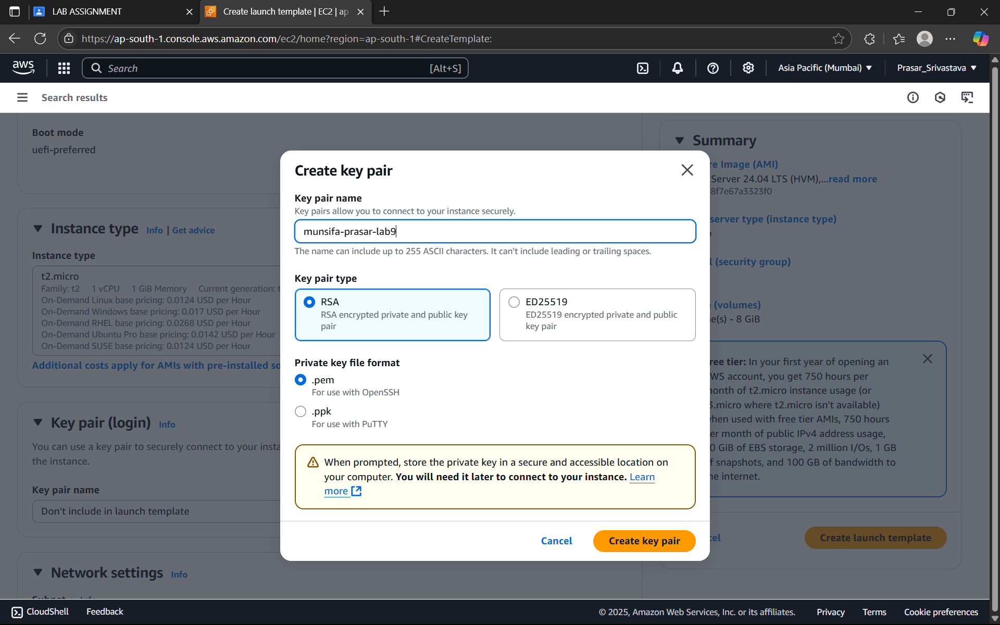 LAB ASSIGNMENT
Create launch template | EC2 | ap-
https://ap-south-1.console.aws.amazon.com/ec2/home?region=ap-south-1#CreateTemplate:
aws
Search
[Alt+S]
Asia Pacific (Mumbai)
Prasar_Srivastava
Search results
Boot mode
uefi-preferred
Instance type
Info | Get advice
Instance type
t2.micro
Family: t2 1 vCPU 1 GiB Memory Current generation:
On-Demand Linux base pricing: 0.0124 USD per Hour
On-Demand Windows base pricing: 0.017 USD per Hour
On-Demand RHEL base pricing: 0.0268 USD per Hour
On-Demand Ubuntu Pro base pricing: 0.0142 USD per Hour
On-Demand SUSE base pricing: 0.0124 USD per Hour
Additional costs apply for AMIs with pre-installed
Key pair (login) Info
You can use a key pair to securely connect to your
the instance.
Key pair name
Don't include in launch template
Network settings Info
Create key pair
Key pair name
Key pairs allow you to connect to your instance securely.
munsifa-prasar-lab9
The name can include up to 255 ASCII characters. It can't include leading or trailing spaces.
Key pair type
RSA
RSA encrypted private and public key
pair
ED25519
ED25519 encrypted private and public
key pair
Private key file format
.pem
For use with OpenSSH
.ppk
For use with PuTTY
When prompted, store the private key in a secure and accessible location on
your computer. You will need it later to connect to your instance. Learn
more
Cancel
Create key pair
Summary
Image (AMI)
Server 24.04 LTS (HVM),...read more
8f7e67a3323f0
server type (instance type)
(security group)
(volumes)
e(s) - 8 GiB
tier: In your first year of opening an
account, you get 750 hours per
of t2.micro instance usage (or
where t2.micro isn't available)
when used with free tier AMIs, 750 hours
month of public IPv4 address usage,
GiB of EBS storage, 2 million I/Os, 1 GB
snapshots, and 100 GB of bandwidth to
internet.
Create launch template
CloudShell
Feedback
© 2025, Amazon Web Services, Inc. or its affiliates.
Privacy
Terms
Cookie preferences